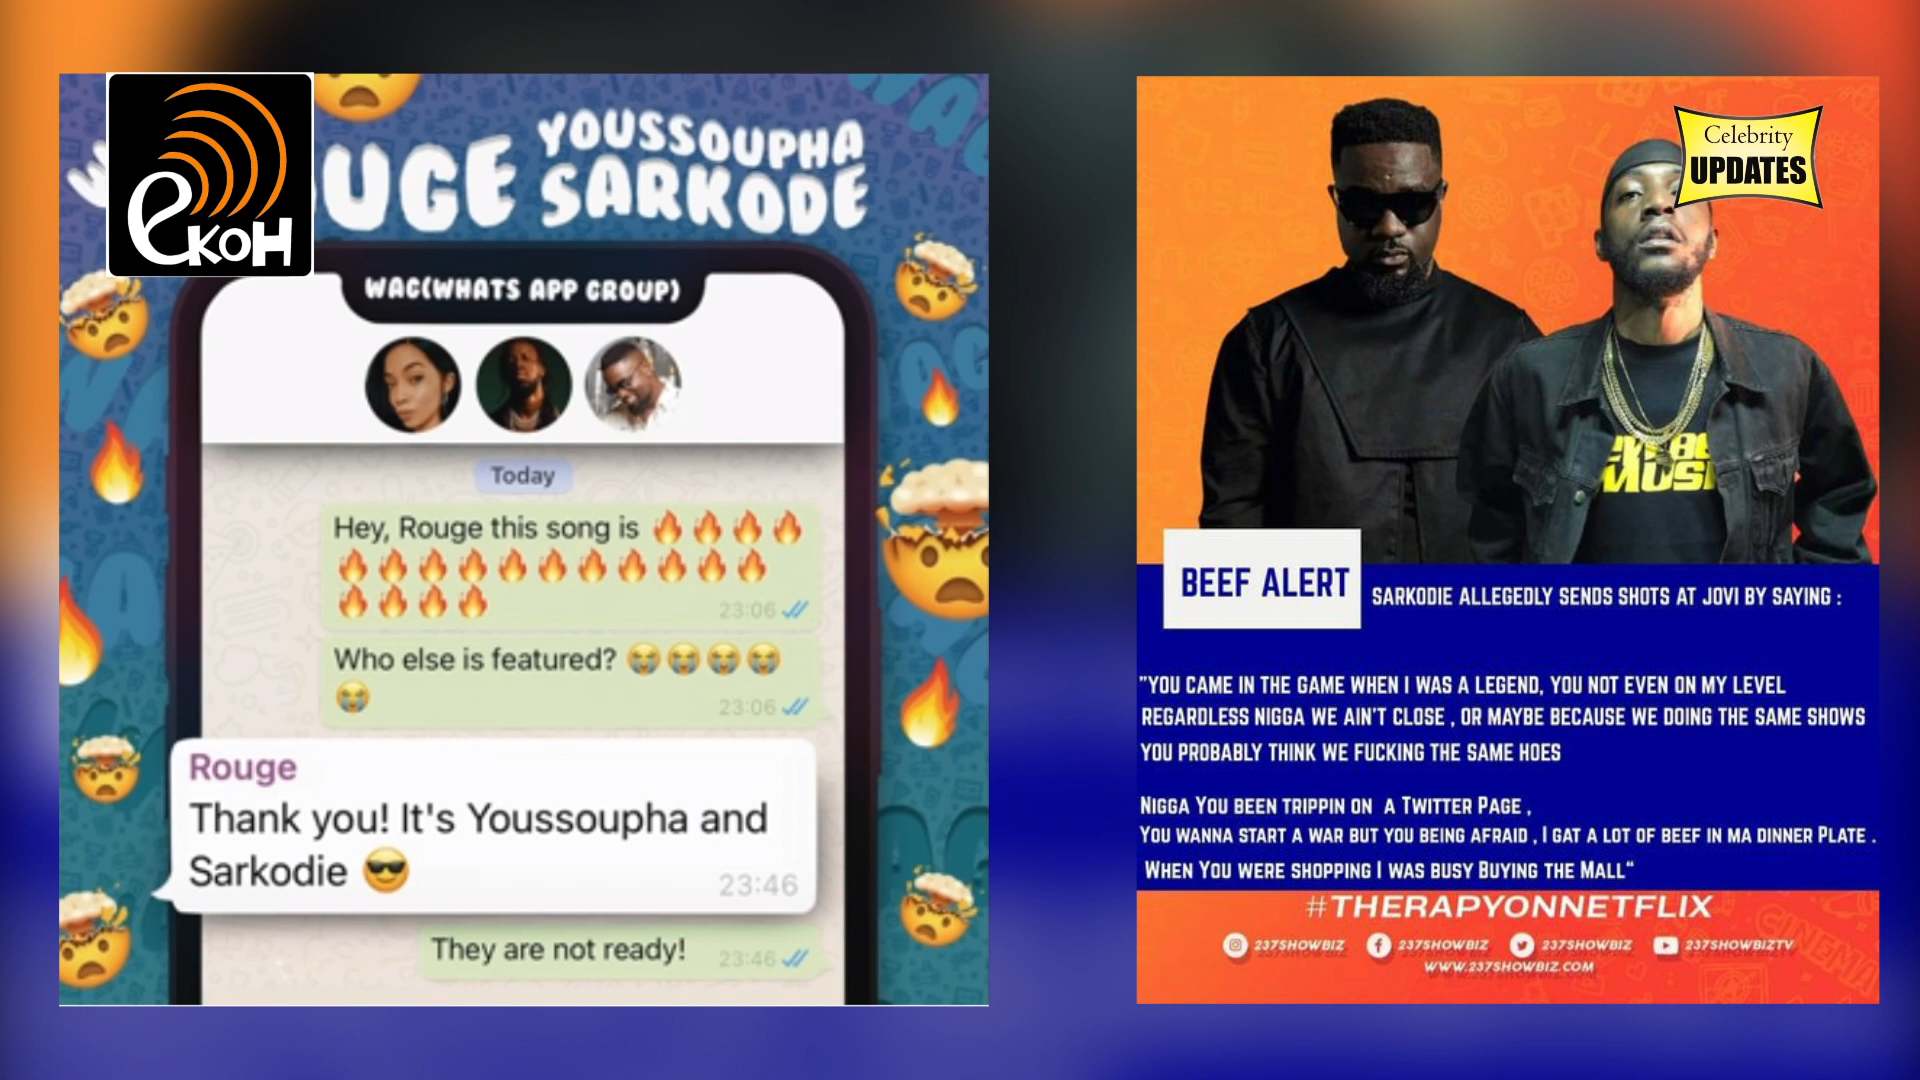 eKOH
UGE
YOUSSOUPHA
SARKODE
WAG(WHATS APP GROUP)
Today
Hey, Rouge this song is 🔥🔥🔥🔥
🔥🔥🔥🔥🔥🔥🔥🔥🔥🔥🔥
🔥🔥🔥🔥
23:06
Who else is featured? 😭😭😭😭
😭
23:06
Rouge
Thank you! It's Youssoupha and
Sarkodie 😎
23:46
They are not ready!
23:46
Celebrity
UPDATES
MUSI
BEEF ALERT
SARKODIE ALLEGEDLY SENDS SHOTS AT JOVI BY SAYING :
"YOU CAME IN THE GAME WHEN I WAS A LEGEND, YOU NOT EVEN ON MY LEVEL
REGARDLESS NIGGA WE AIN'T CLOSE , OR MAYBE BECAUSE WE DOING THE SAME SHOWS
YOU PROBABLY THINK WE FUCKING THE SAME HOES
NIGGA YOU BEEN TRIPPIN ON A TWITTER PAGE ,
YOU WANNA START A WAR BUT YOU BEING AFRAID , I GAT A LOT OF BEEF IN MA DINNER PLATE .
WHEN YOU WERE SHOPPING I WAS BUSY BUYING THE MALL"
#THERAPYONNETFLIX
237SHOWBIZ 237SHOWBIZ 237SHOWBIZ 237SHOWBIZTV
WWW.237SHOWBIZ.COM